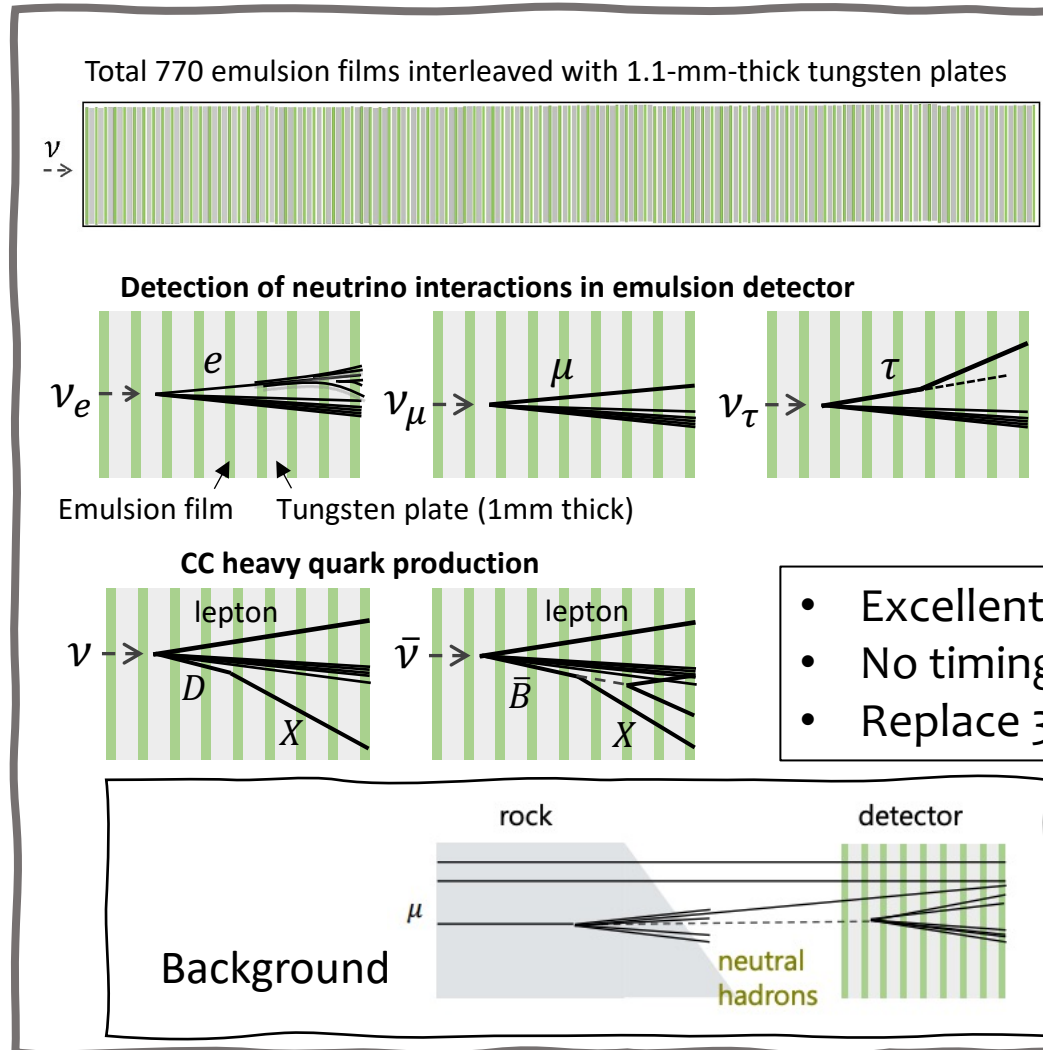 Total 770 emulsion films interleaved with 1.1-mm-thick tungsten plates
ν
Detection of neutrino interactions in emulsion detector
e
ν_e
μ
ν_μ
τ
ν_τ
Emulsion film
Tungsten plate (1mm thick)
CC heavy quark production
lepton
ν
D
X
lepton
ν̄
B̄
X
• Excellent
• No timing
• Replace 3
rock
detector
μ
neutral
hadrons
Background